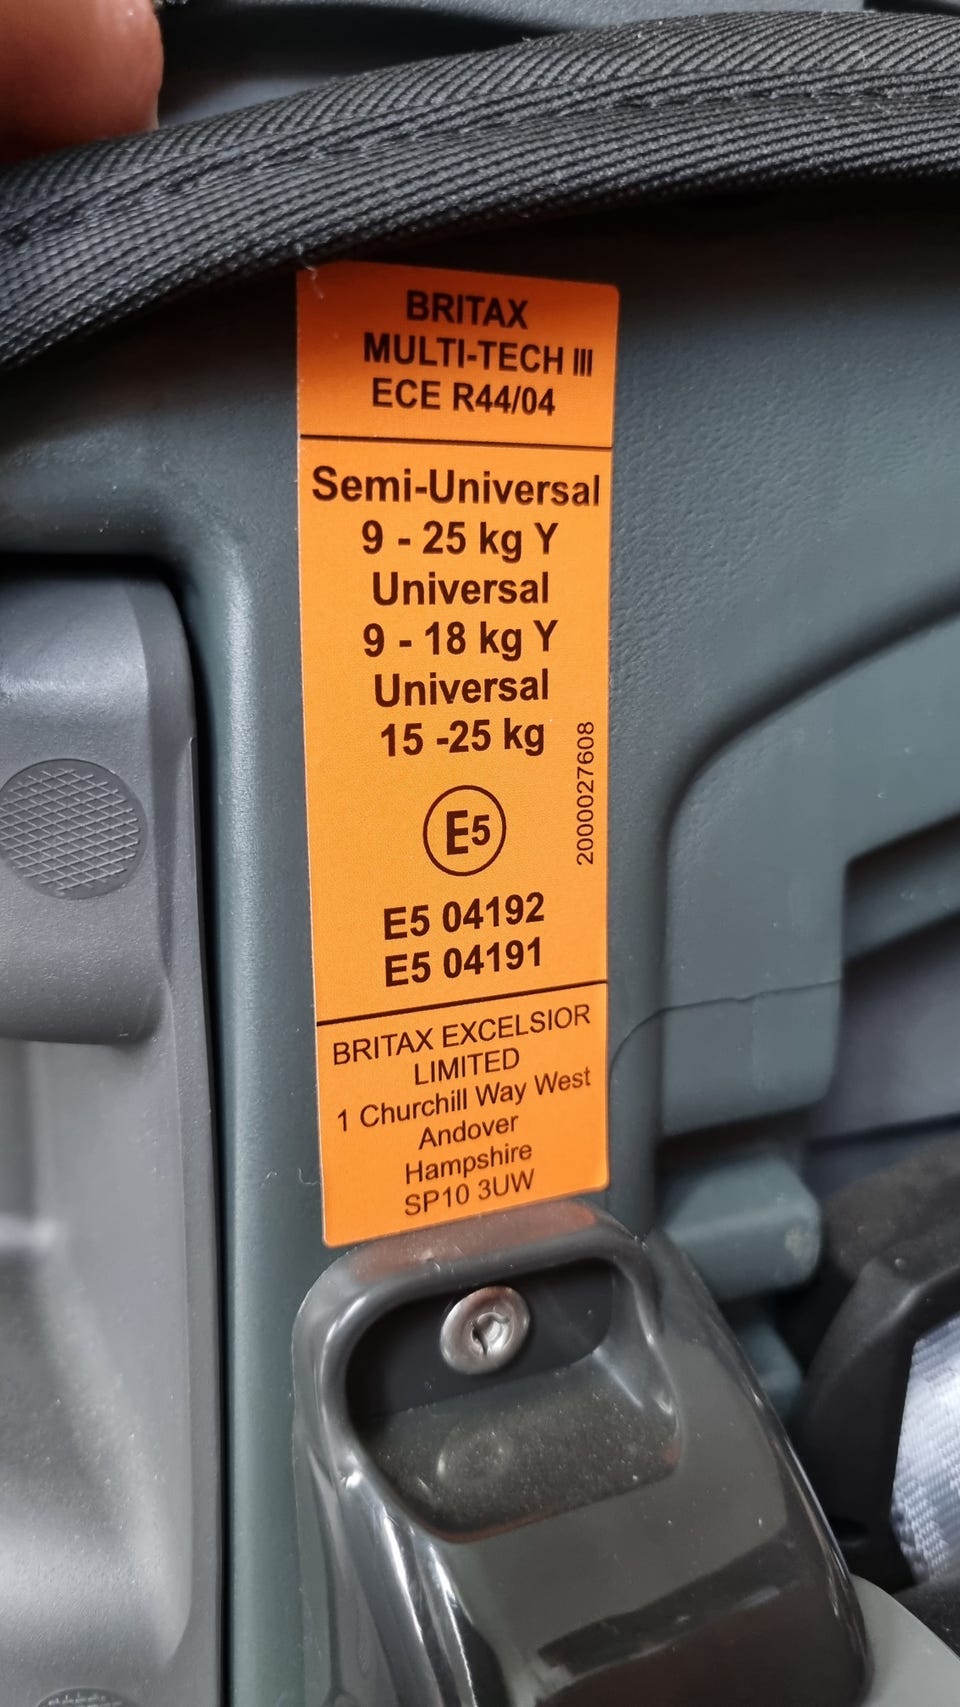 BRITAX
MULTI-TECH III
ECE R44/04
Semi-Universal
9 - 25 kg Y
Universal
9 - 18 kg Y
Universal
15 -25 kg
2000027608
E5
E5 04192
E5 04191
BRITAX EXCELSIOR
LIMITED
1 Churchill Way West
Andover
Hampshire
SP10 3UW